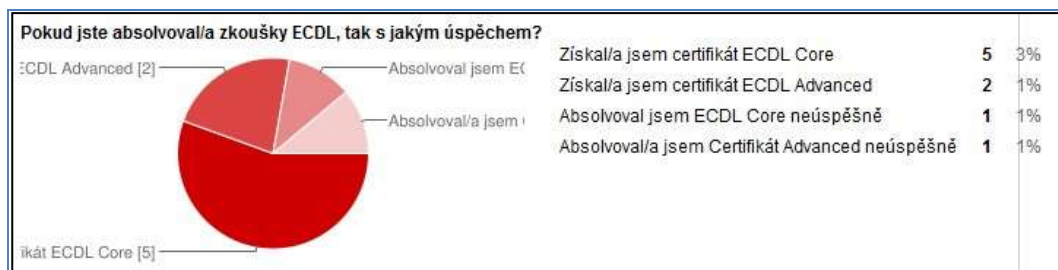 Pokud jste absolvoval/a zkoušky ECDL, tak s jakým úspěchem?
ECDL Advanced [2]
Absolvoval jsem EC
Absolvoval/a jsem
ikát ECDL Core [5]
Získal/a jsem certifikát ECDL Core 5 3%
Získal/a jsem certifikát ECDL Advanced 2 1%
Absolvoval jsem ECDL Core neúspěšně 1 1%
Absolvoval/a jsem Certifikát Advanced neúspěšně 1 1%